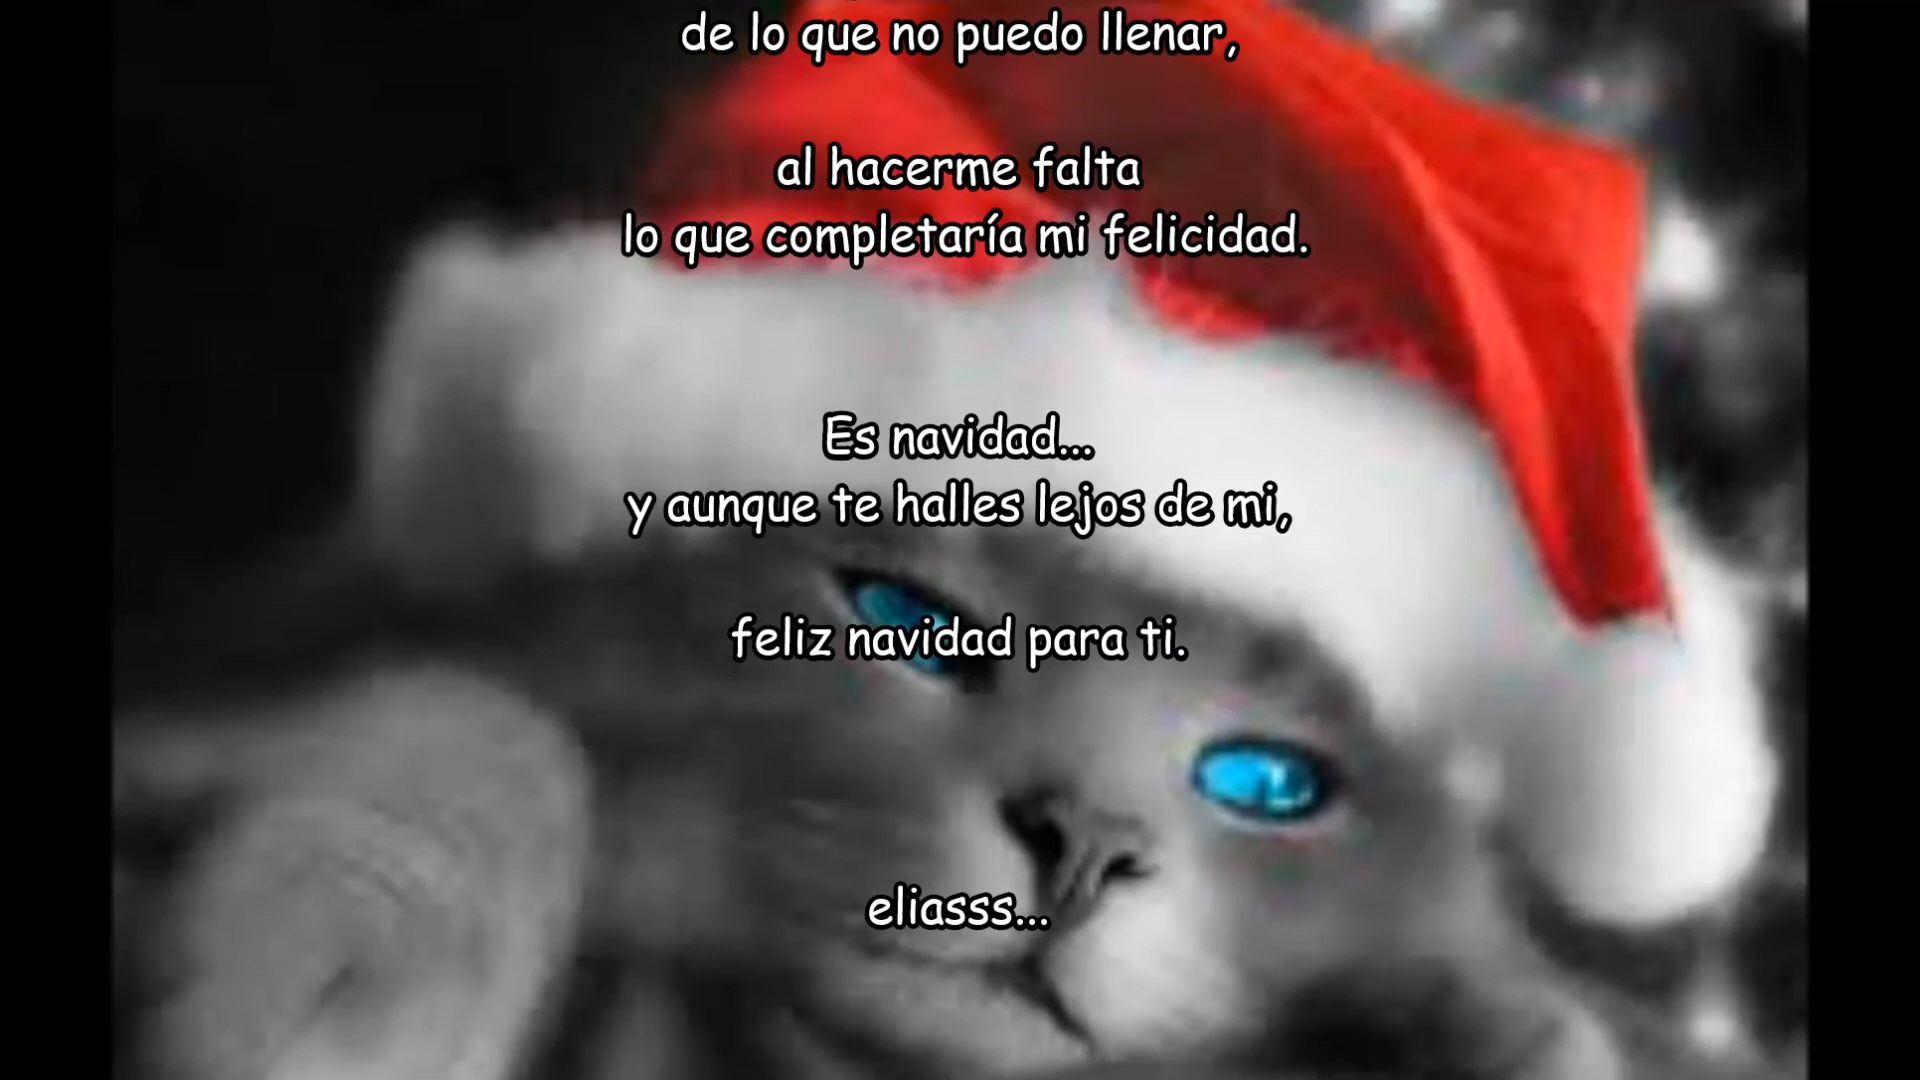 de lo que no puedo llenar,
al hacerme falta
lo que completaría mi felicidad.
Es navidad...
y aunque te halles lejos de mi,
feliz navidad para ti.
eliasss...